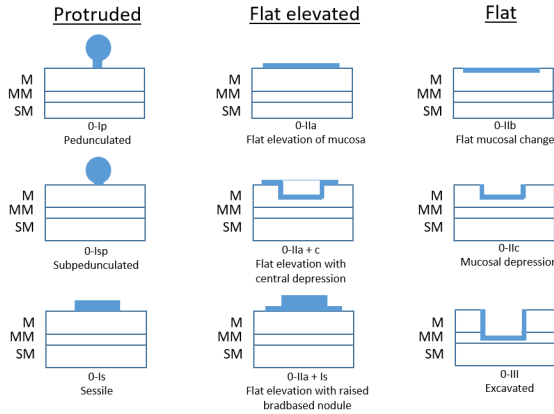 Protruded
Flat elevated
Flat
M
MM
SM
0-Ip
Pedunculated
M
MM
SM
0-IIa
Flat elevation of mucosa
M
MM
SM
0-IIb
Flat mucosal change
M
MM
SM
0-Isp
Subpedunculated
M
MM
SM
0-IIa + c
Flat elevation with
central depression
M
MM
SM
0-IIc
Mucosal depression
M
MM
SM
0-Is
Sessile
M
MM
SM
0-IIa + Is
Flat elevation with raised
bradbased nodule
M
MM
SM
0-III
Excavated